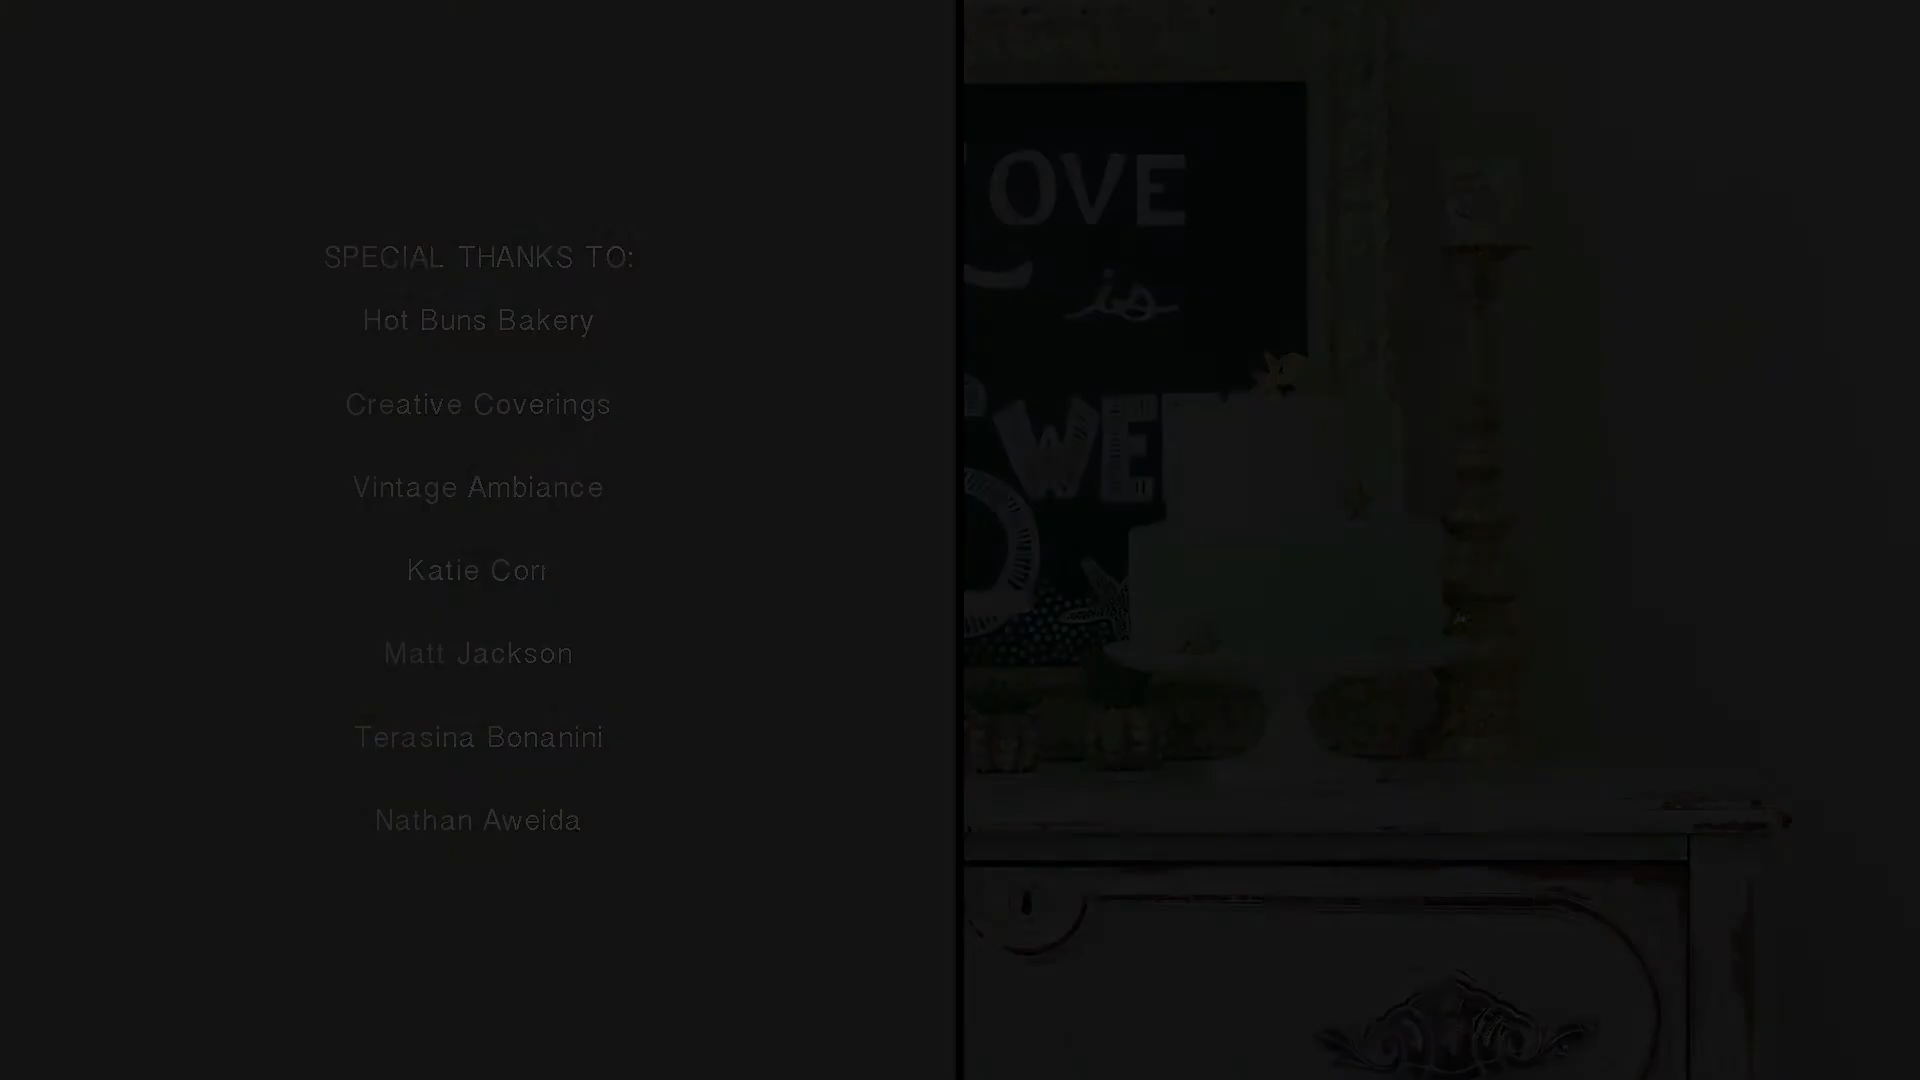 SPECIAL THANKS TO:
Hot Buns Bakery
Creative Coverings
Vintage Ambiance
Katie Corr
Matt Jackson
Terasina Bonanini
Nathan Aweida
OVE
is
WE